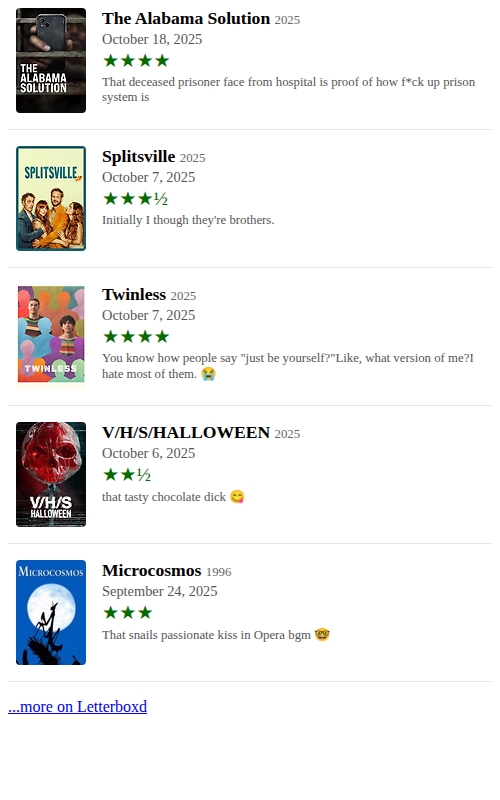 THE
ALABAMA
SOLUTION
The Alabama Solution 2025
October 18, 2025
★★★★
That deceased prisoner face from hospital is proof of how f*ck up prison
system is
SPLITSVILLE
Splitsville 2025
October 7, 2025
★★★½
Initially I though they're brothers.
TWINLESS
Twinless 2025
October 7, 2025
★★★★
You know how people say "just be yourself?"Like, what version of me?I
hate most of them. 😭
V/H/S
HALLOWEEN
V/H/S/HALLOWEEN 2025
October 6, 2025
★★½
that tasty chocolate dick 😋
MICROCOSMOS
Microcosmos 1996
September 24, 2025
★★★
That snails passionate kiss in Opera bgm 🤓
...more on Letterboxd